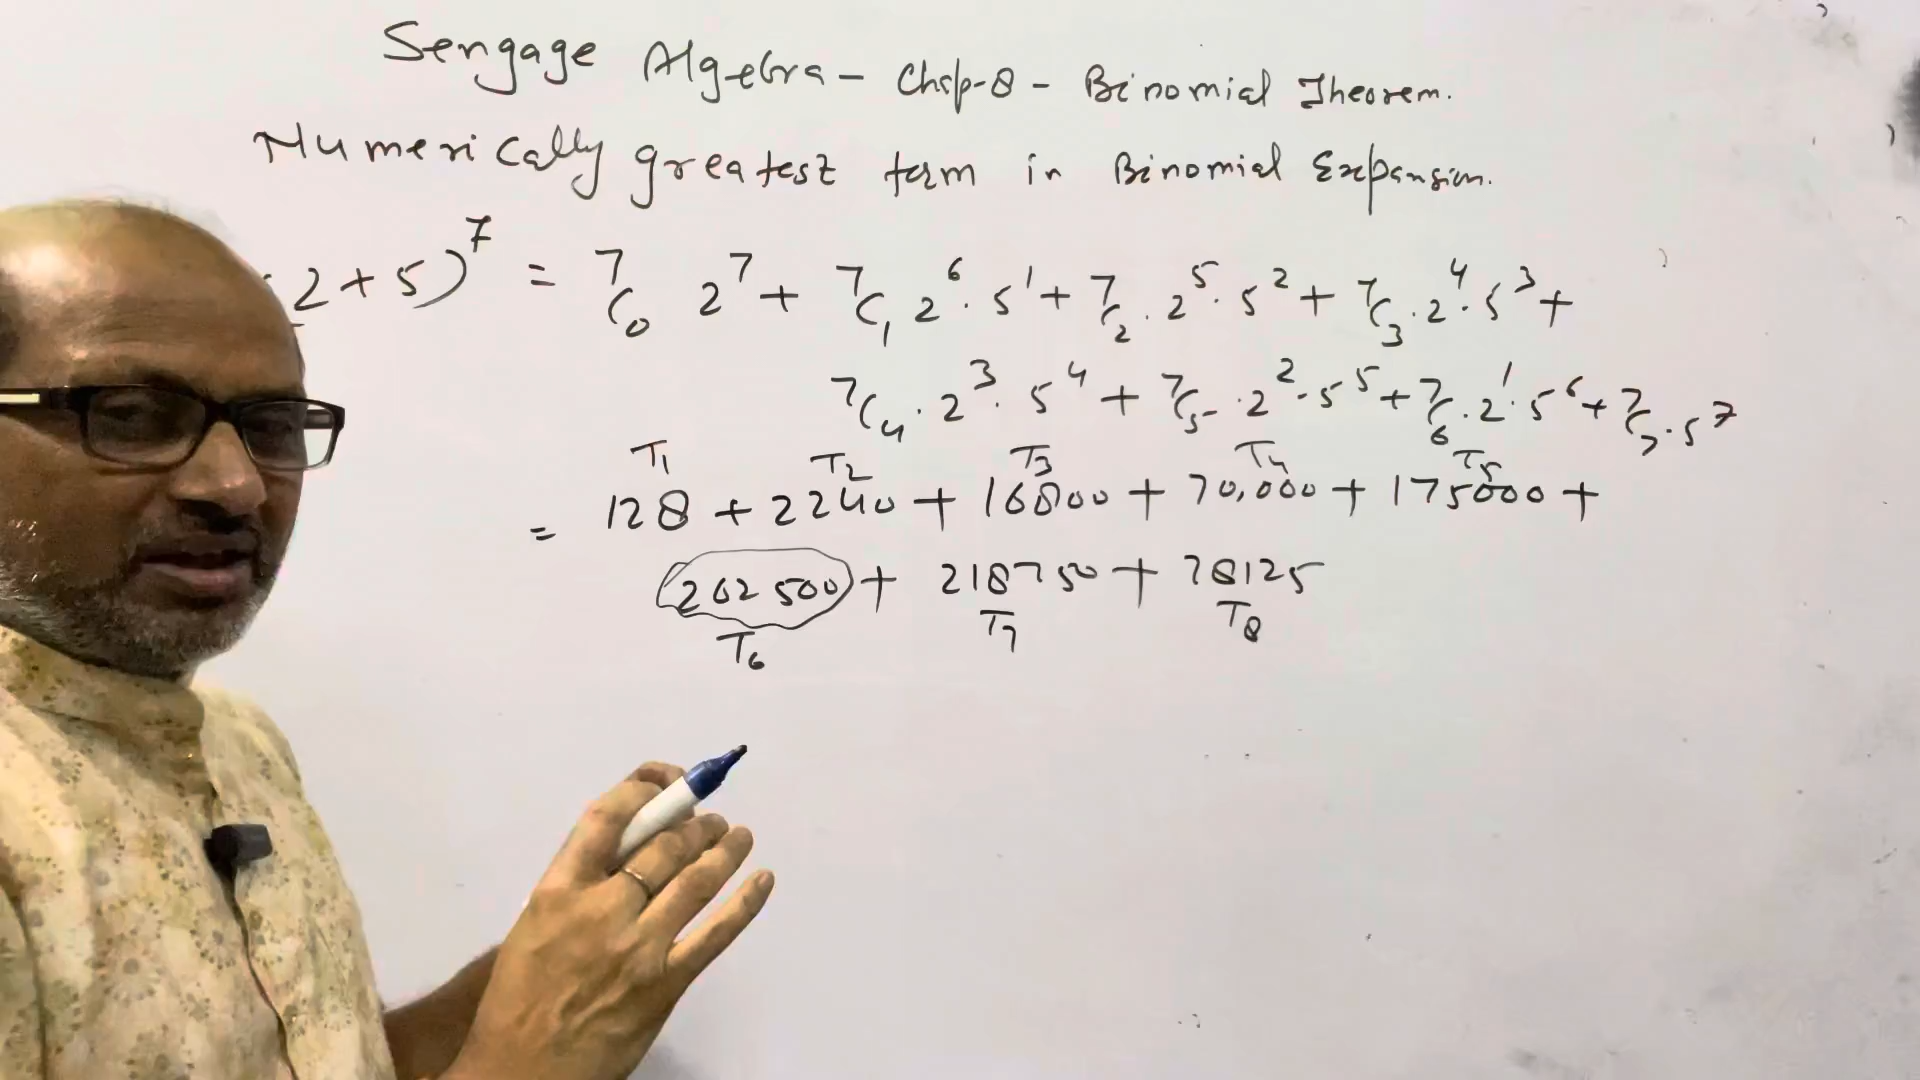 Sengage Algebra - Chap-8 - Binomial Theorem.
Numerically greatest term in Binomial Expansion.
2+5)⁷ = ⁷C₀ 2⁷ + ⁷C₁ 2⁶. 5¹ + ⁷C₂. 2⁵. 5² + ⁷C₃. 2⁴. 5³ +
⁷C₄. 2³. 5⁴ + ⁷C₅. 2². 5⁵ + ⁷C₆. 2¹. 5⁶ + ⁷C₇. 5⁷
T₁ T₂ T₃ T₄ T₅
= 128 + 2240 + 16800 + 70,000 + 175000 +
262500 + 218750 + 78125
T₆ T₇ T₈